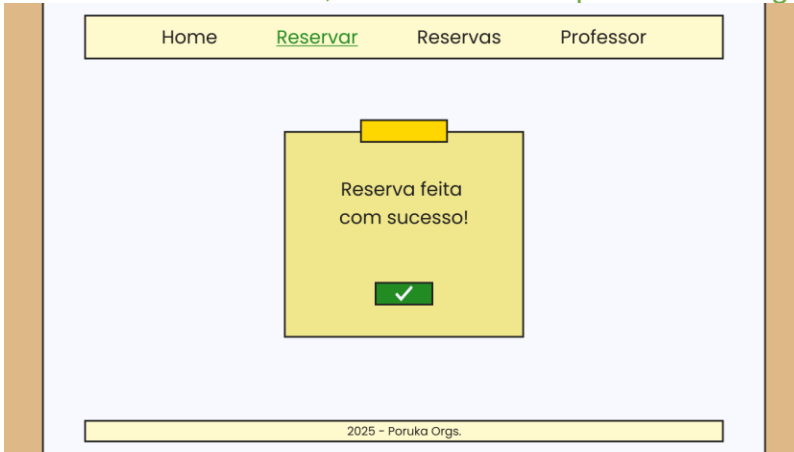 Home Reservar Reservas Professor
Reserva feita
com sucesso!
2025 - Poruka Orgs.